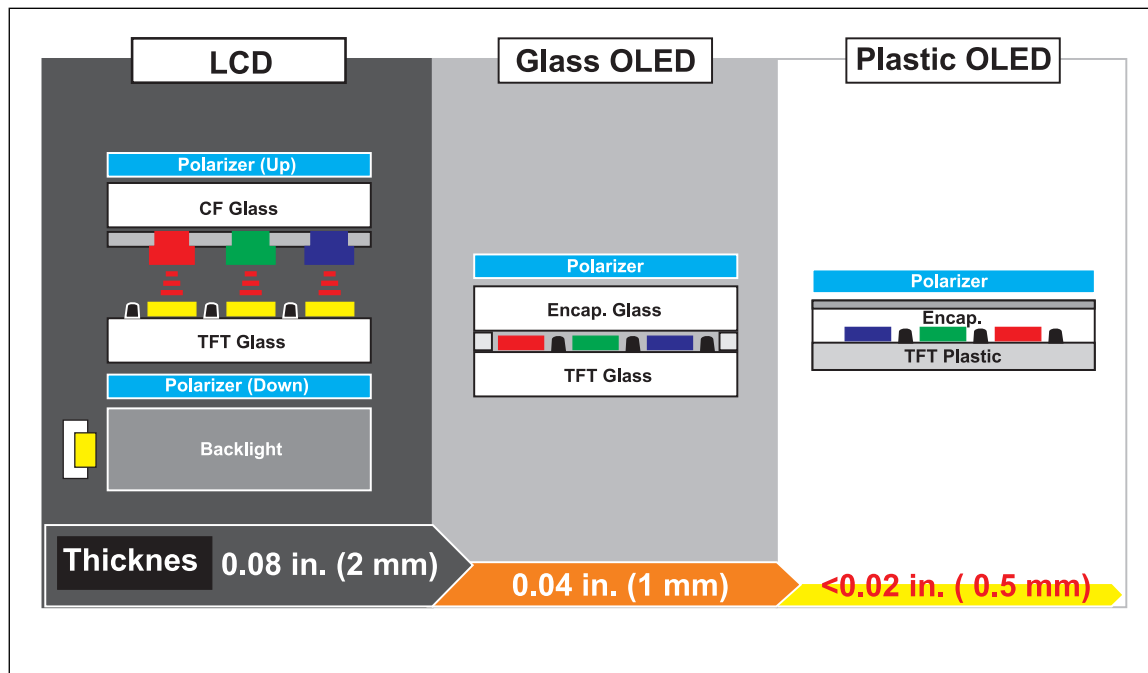 LCD
Glass OLED
Plastic OLED
Polarizer (Up)
CF Glass
TFT Glass
Polarizer (Down)
Backlight
Polarizer
Encap. Glass
TFT Glass
Polarizer
Encap.
TFT Plastic
Thicknes
0.08 in. (2 mm)
0.04 in. (1 mm)
<0.02 in. ( 0.5 mm)